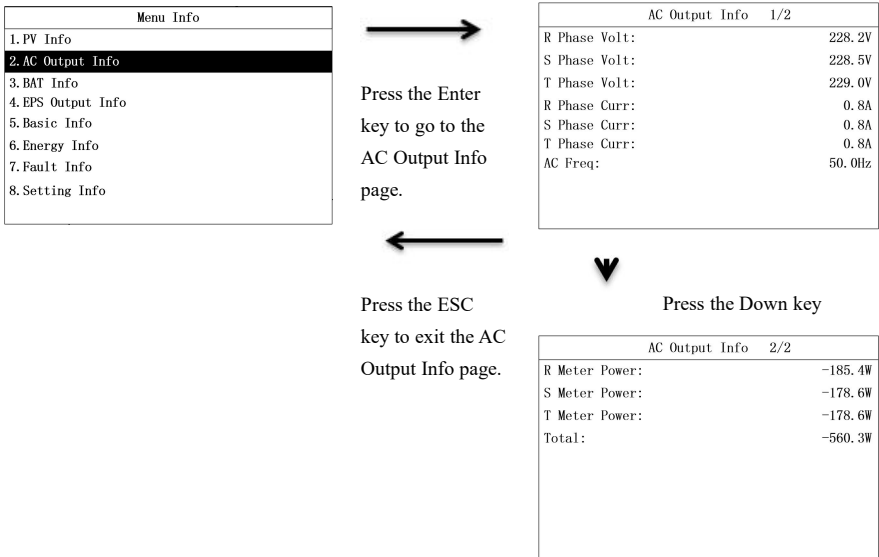 Menu Info
1.PV Info
2.AC Output Info
3.BAT Info
4.EPS Output Info
5.Basic Info
6.Energy Info
7.Fault Info
8.Setting Info
Press the Enter
key to go to the
AC Output Info
page.
AC Output Info 1/2
R Phase Volt: 228.2V
S Phase Volt: 228.5V
T Phase Volt: 229.0V
R Phase Curr: 0.8A
S Phase Curr: 0.8A
T Phase Curr: 0.8A
AC Freq: 50.0Hz
Press the ESC
key to exit the AC
Output Info page.
Press the Down key
AC Output Info 2/2
R Meter Power: -185.4W
S Meter Power: -178.6W
T Meter Power: -178.6W
Total: -560.3W